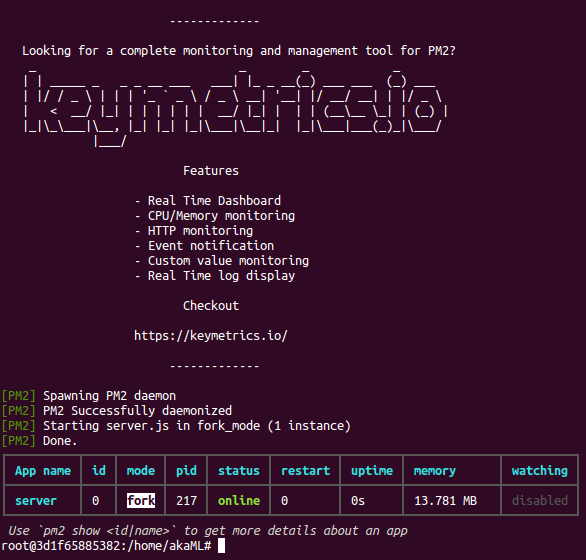 -------------
Looking for a complete monitoring and management tool for PM2?
keymetrics.io
Features
- Real Time Dashboard
- CPU/Memory monitoring
- HTTP monitoring
- Event notification
- Custom value monitoring
- Real Time log display
Checkout
https://keymetrics.io/
-------------
[PM2] Spawning PM2 daemon
[PM2] PM2 Successfully daemonized
[PM2] Starting server.js in fork_mode (1 instance)
[PM2] Done.
App name id mode pid status restart uptime memory watching
server 0 fork 217 online 0 0s 13.781 MB disabled
Use `pm2 show <id|name>` to get more details about an app
root@3d1f65885382:/home/akaML#